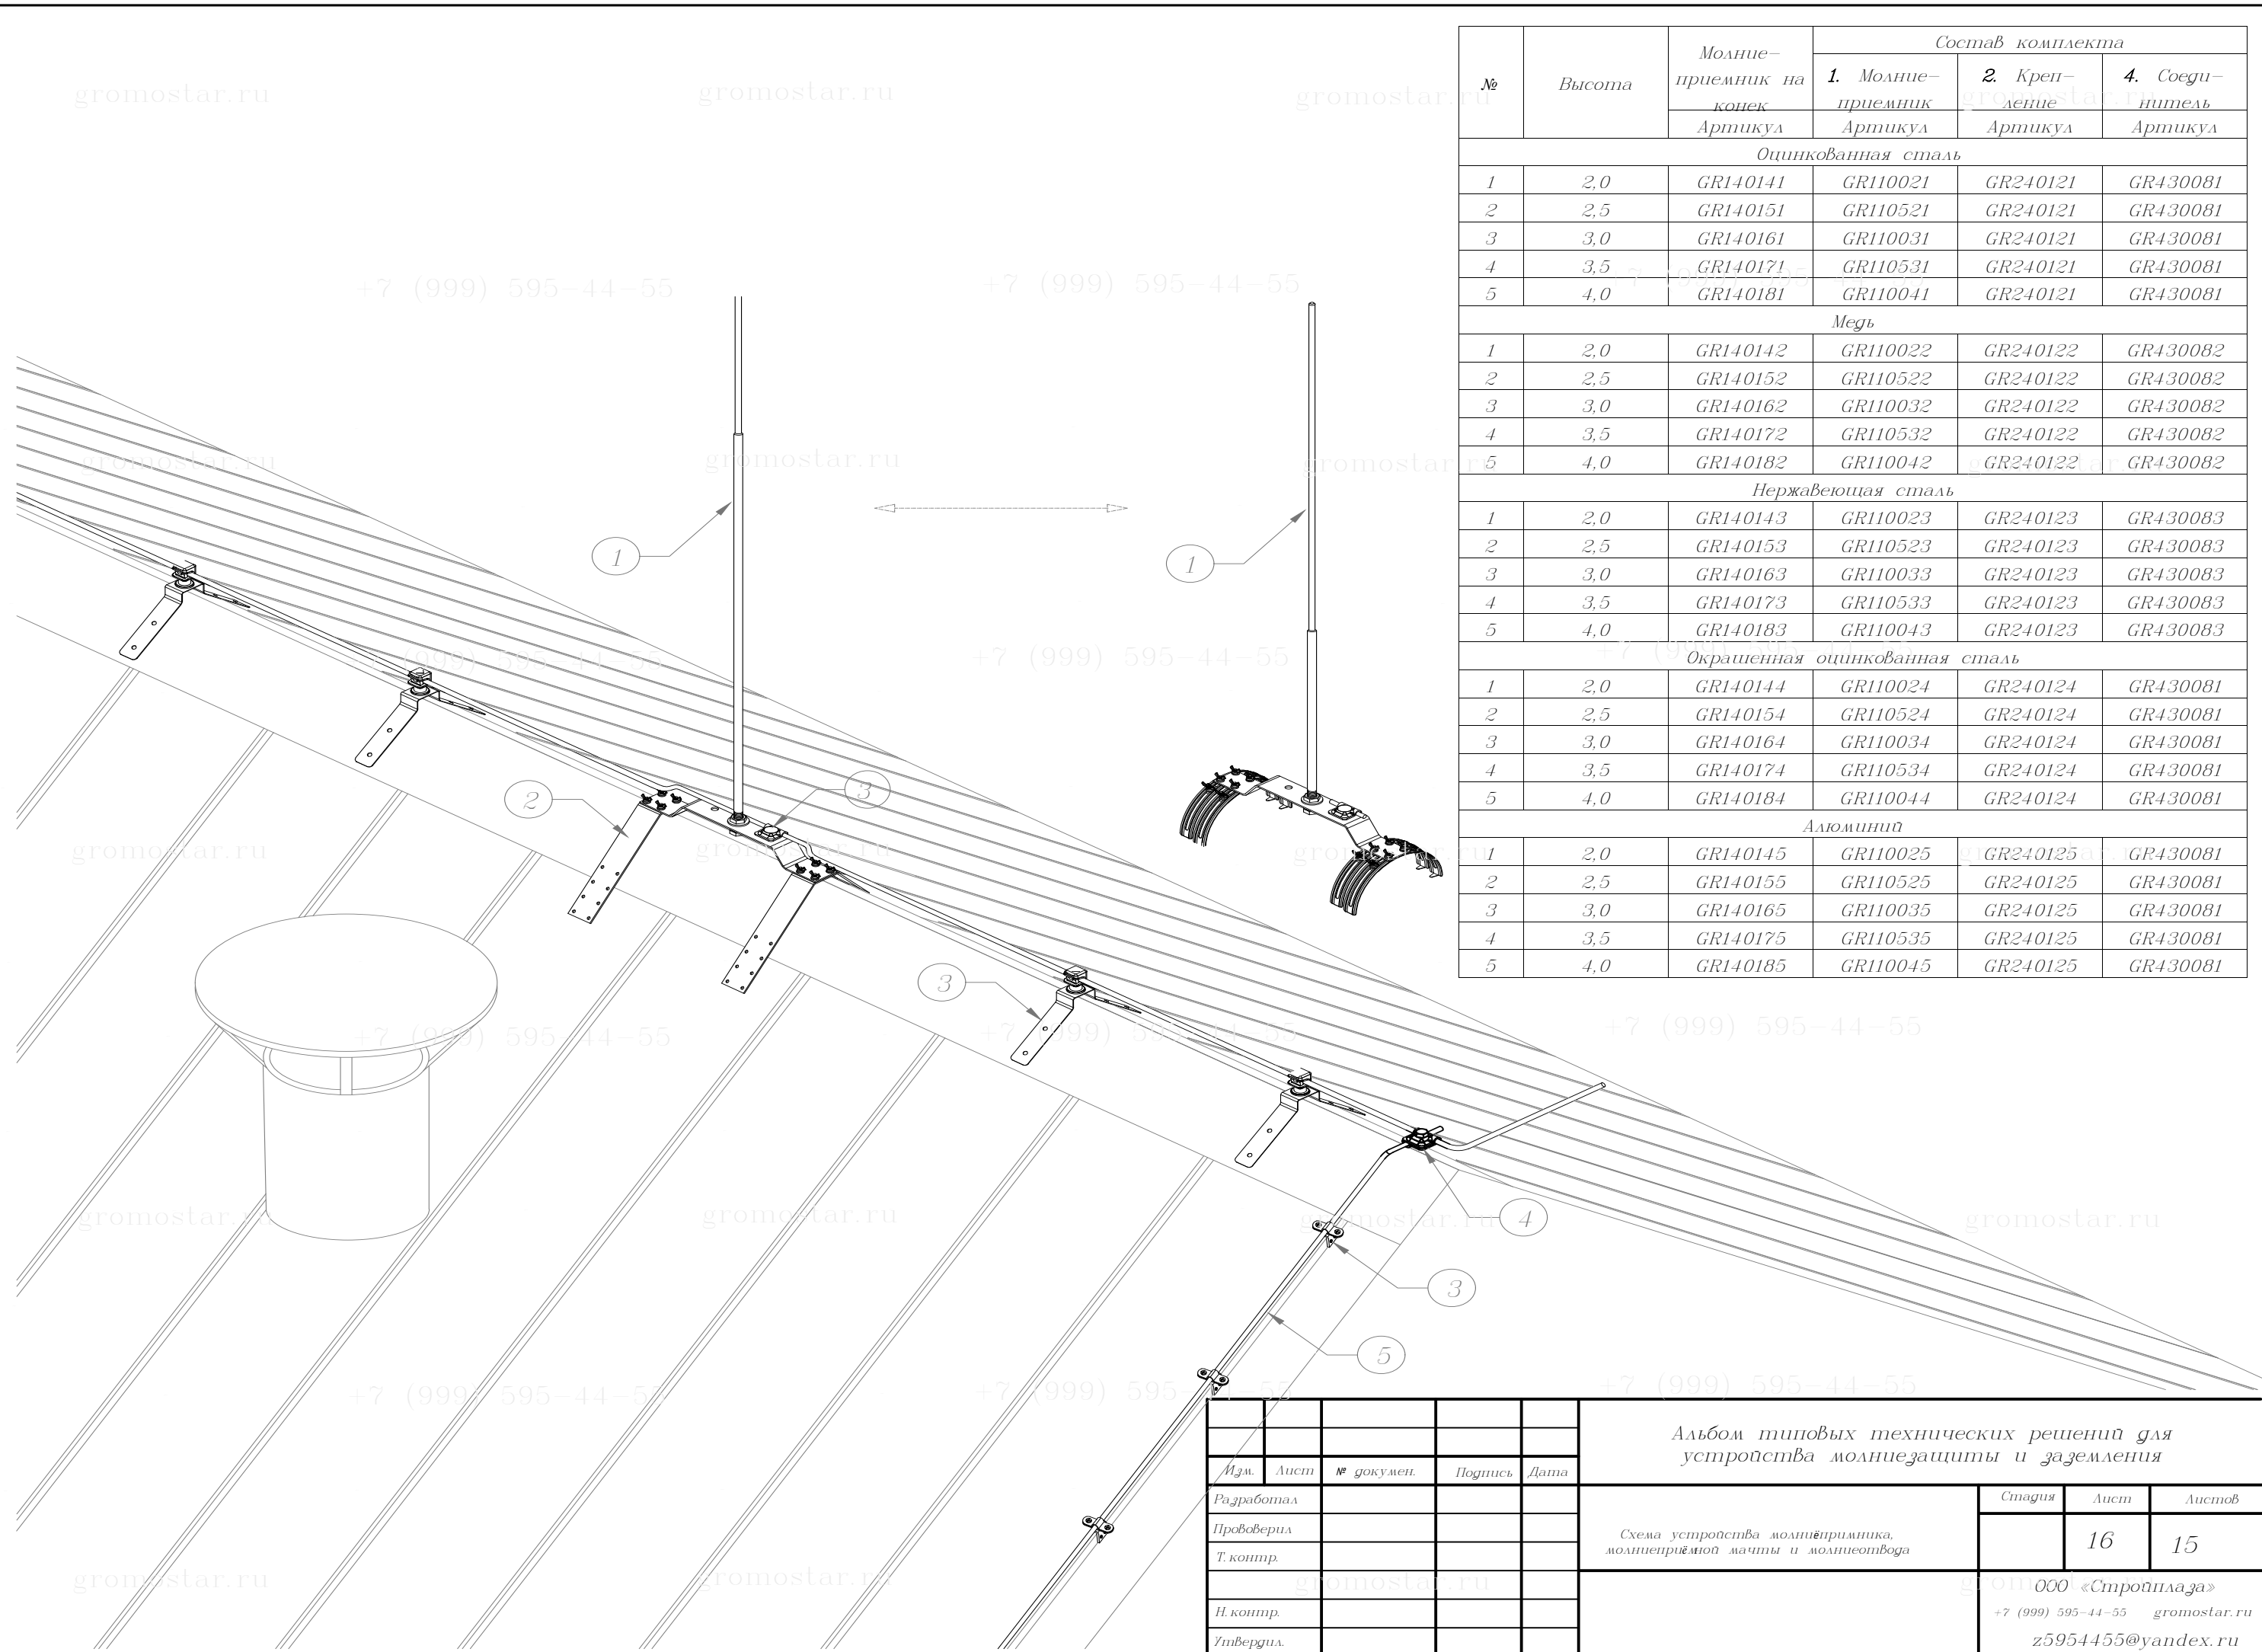 № Высота Молние-приемник на конек Состав комплекта
1. Молние-приемник 2. Креп-ление 4. Соеди-нитель
Артикул Артикул Артикул Артикул
Оцинкованная сталь
1 2,0 GR140141 GR110021 GR240121 GR430081
2 2,5 GR140151 GR110521 GR240121 GR430081
3 3,0 GR140161 GR110031 GR240121 GR430081
4 3,5 GR140171 GR110531 GR240121 GR430081
5 4,0 GR140181 GR110041 GR240121 GR430081
Медь
1 2,0 GR140142 GR110022 GR240122 GR430082
2 2,5 GR140152 GR110522 GR240122 GR430082
3 3,0 GR140162 GR110032 GR240122 GR430082
4 3,5 GR140172 GR110532 GR240122 GR430082
5 4,0 GR140182 GR110042 GR240122 GR430082
Нержавеющая сталь
1 2,0 GR140143 GR110023 GR240123 GR430083
2 2,5 GR140153 GR110523 GR240123 GR430083
3 3,0 GR140163 GR110033 GR240123 GR430083
4 3,5 GR140173 GR110533 GR240123 GR430083
5 4,0 GR140183 GR110043 GR240123 GR430083
Окрашенная оцинкованная сталь
1 2,0 GR140144 GR110024 GR240124 GR430081
2 2,5 GR140154 GR110524 GR240124 GR430081
3 3,0 GR140164 GR110034 GR240124 GR430081
4 3,5 GR140174 GR110534 GR240124 GR430081
5 4,0 GR140184 GR110044 GR240124 GR430081
Алюминий
1 2,0 GR140145 GR110025 GR240125 GR430081
2 2,5 GR140155 GR110525 GR240125 GR430081
3 3,0 GR140165 GR110035 GR240125 GR430081
4 3,5 GR140175 GR110535 GR240125 GR430081
5 4,0 GR140185 GR110045 GR240125 GR430081
1
1
2
3
3
4
3
5
Альбом типовых технических решений для
устройства молниезащиты и заземления
Изм. Лист № докумен. Подпись Дата
Разработал
Прововерил
Т. контр.
Н. контр.
Утвердил.
Схема устройства молниёпримника,
молниеприёмной мачты и молниеотвода
Стадия Лист Листов
16 15
ООО «Стройплаза»
+7 (999) 595-44-55 gromostar.ru
z5954455@yandex.ru
gromostar.ru
+7 (999) 595-44-55